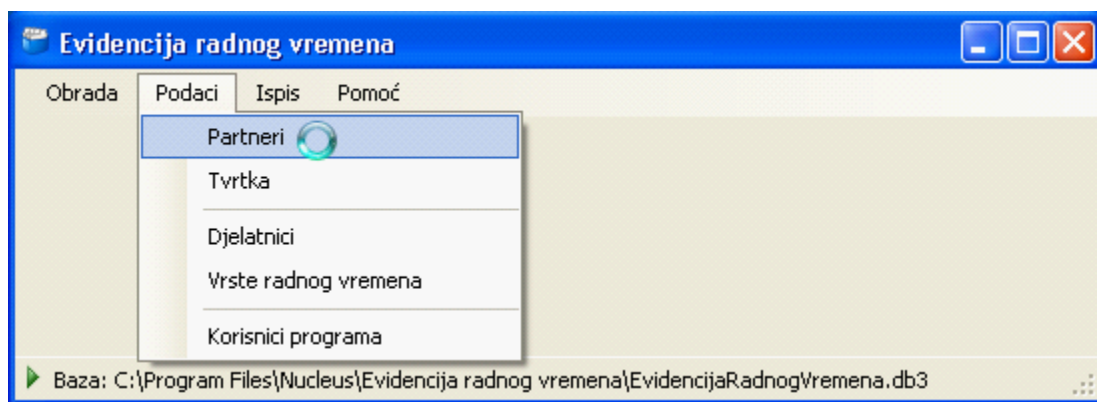 Evidencija radnog vremena
Obrada Podaci Ispis Pomoć
Partneri
Tvrtka
Djelatnici
Vrste radnog vremena
Korisnici programa
Baza: C:\Program Files\Nucleus\Evidencija radnog vremena\EvidencijaRadnogVremena.db3